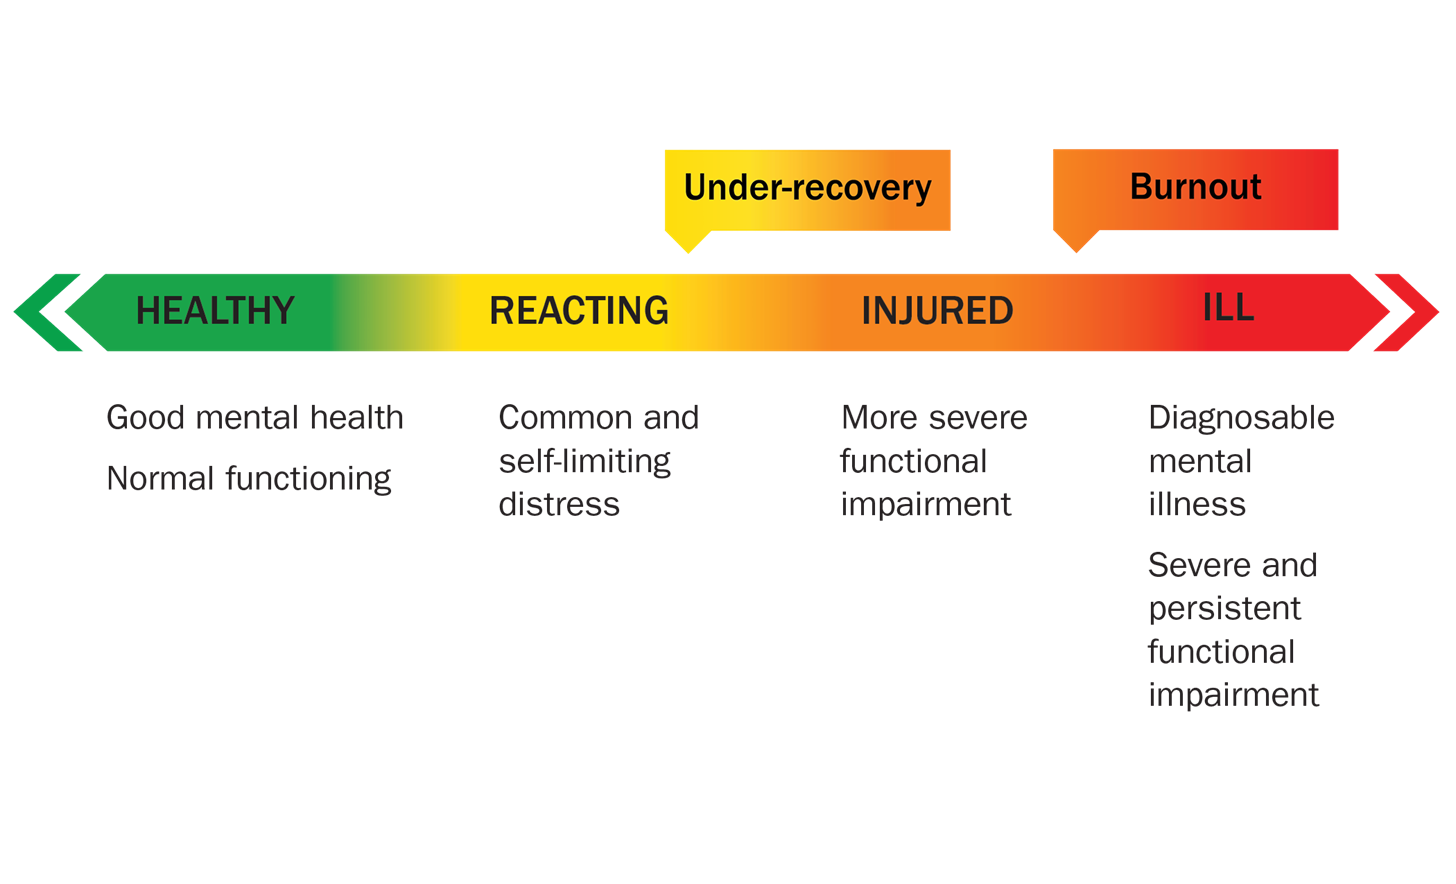 Under-recovery
Burnout
HEALTHY
REACTING
INJURED
ILL
Good mental health
Normal functioning
Common and
self-limiting
distress
More severe
functional
impairment
Diagnosable
mental
illness
Severe and
persistent
functional
impairment